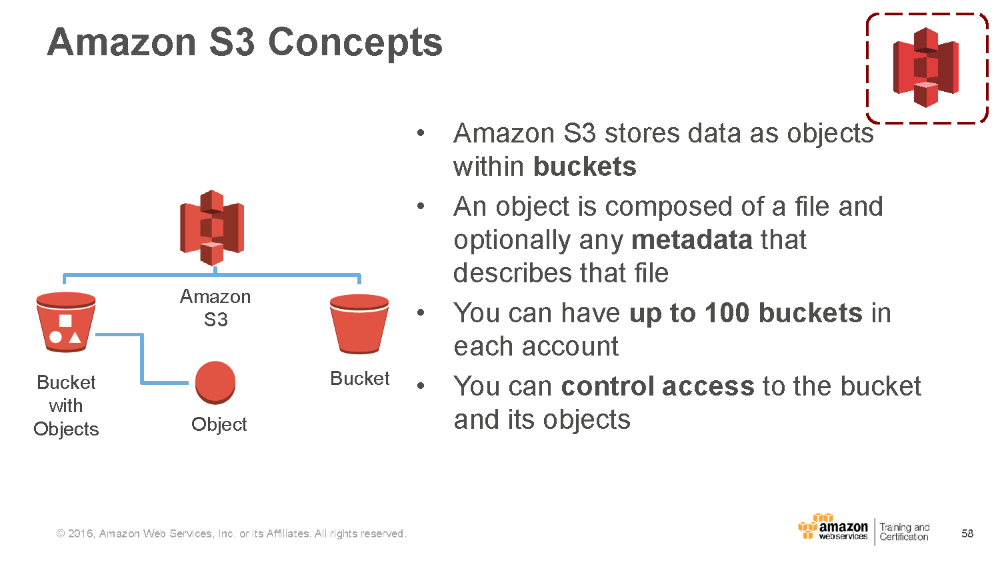 Amazon S3 Concepts
• Amazon S3 stores data as objects
within buckets
• An object is composed of a file and
optionally any metadata that
describes that file
• You can have up to 100 buckets in
each account
• You can control access to the bucket
and its objects
Amazon
S3
Bucket
with
Objects
Object
Bucket
© 2016, Amazon Web Services, Inc. or its Affiliates. All rights reserved.
amazon
webservices
Training and
Certification
58